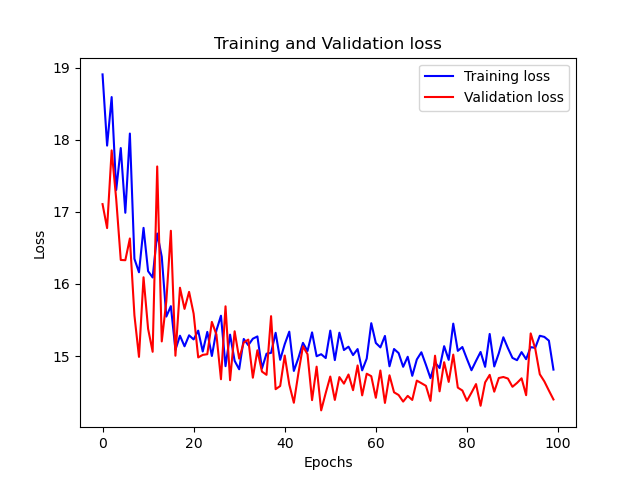 Training and Validation loss
Training loss
Validation loss
19
18
17
16
15
Loss
0
20
40
60
80
100
Epochs